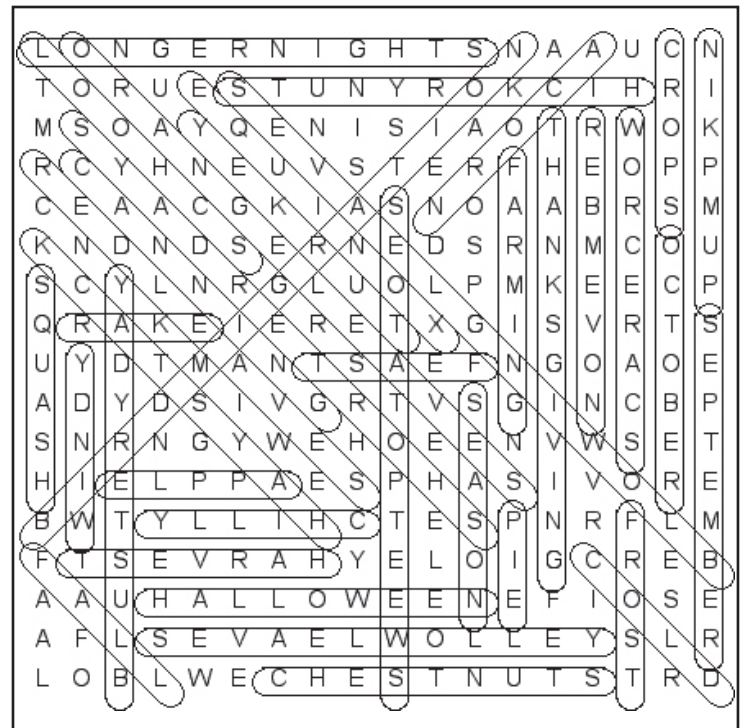 L O N G E R N I G H T S N A A U C N
T O R U E S T U N Y R O K C I H R I
M S O A Y Q E N I S I A O T R W O K
R C Y H N E U V S T E R F H E O P P
C E A A C G K I A S N O A A B R S M
K N D N D S E R N E D S R N M C O U
S C Y L N R G L U O L P M K E E C P
Q R A K E I E R E T X G I S V R T S
U Y D T M A N T S A E F N G O A O E
A D Y D S I V G R T V S G I N C B P
S N R N G Y W E H O E E N V W S E T
H I E L P P A E S P H A S I V O R E
B W T Y L L I H C T E S P N R F L M
F T S E V R A H Y E L O I G C R E B
A A U H A L L O W E E N E F I O S E
A F L S E V A E L W O L L E Y S L R
L O B L W E C H E S T N U T S T R D